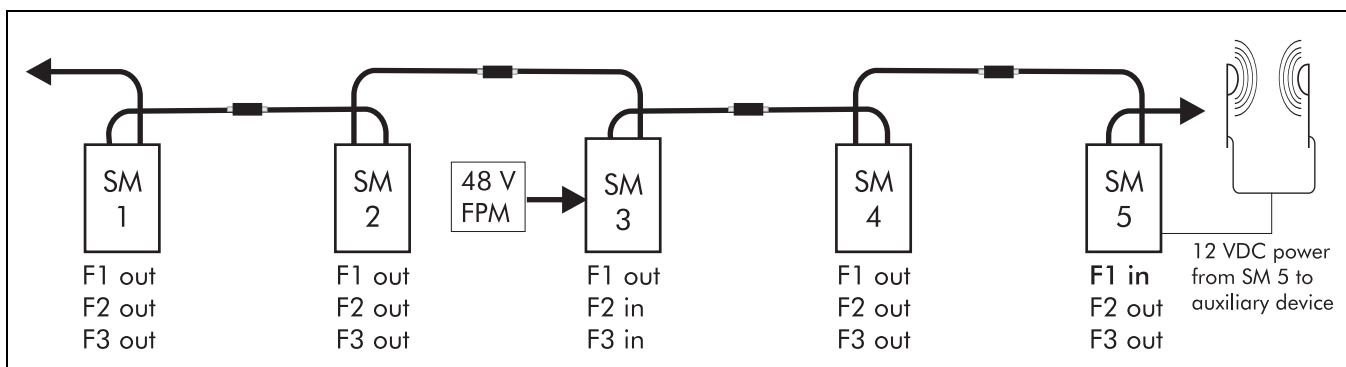 SM
1
SM
2
48 V
FPM
SM
3
SM
4
SM
5
F1 out
F2 out
F3 out
F1 out
F2 out
F3 out
F1 out
F2 in
F3 in
F1 out
F2 out
F3 out
F1 in
F2 out
F3 out
12 VDC power
from SM 5 to
auxiliary device